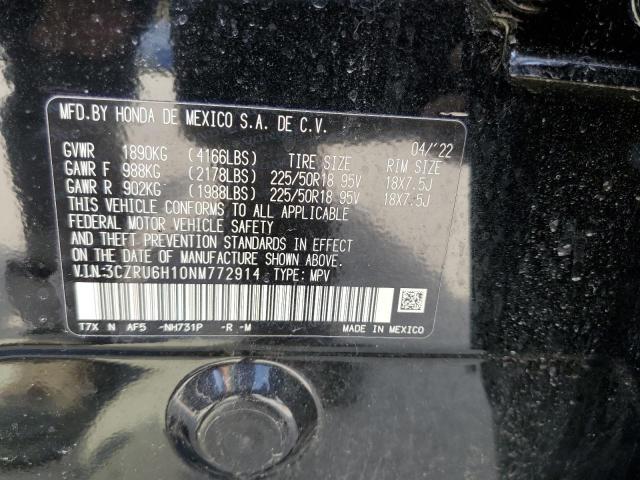 MFD.BY HONDA DE MEXICO S.A. DE C.V.
04/'22
GVWR 1890KG (4166LBS) TIRE SIZE RIM SIZE
GAWR F 988KG (2178LBS) 225/50R18 95V 18X7.5J
GAWR R 902KG (1988LBS) 225/50R18 95V 18X7.5J
THIS VEHICLE CONFORMS TO ALL APPLICABLE
FEDERAL MOTOR VEHICLE SAFETY
AND THEFT PREVENTION STANDARDS IN EFFECT
ON THE DATE OF MANUFACTURE SHOWN ABOVE.
V.I.N:3CZRU6H10NM772914 TYPE: MPV
T7X N AF5 -NH731P -R -M MADE IN MEXICO